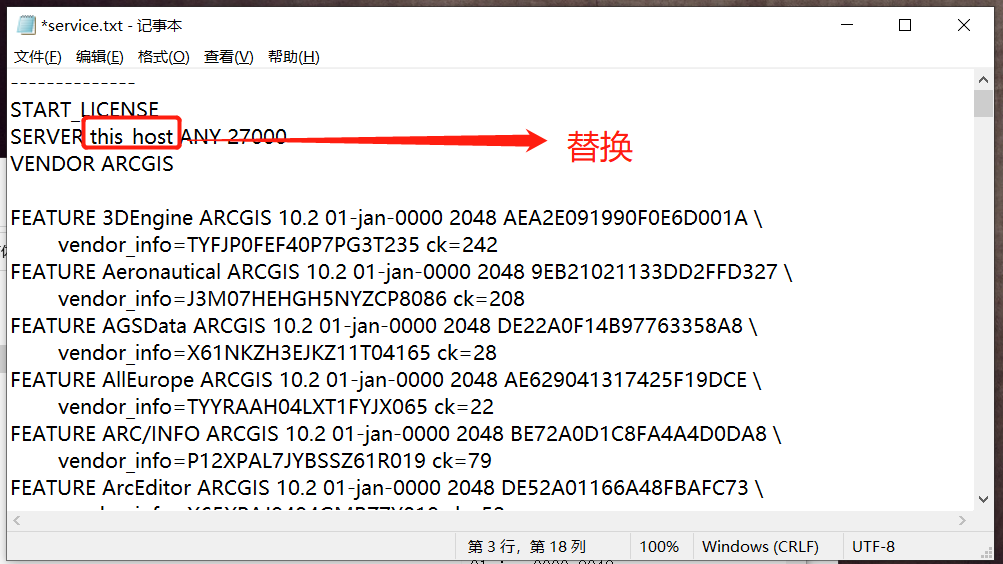 *service.txt - 记事本
文件(F) 编辑(E) 格式(O) 查看(V) 帮助(H)
--------------
START_LICENSE
SERVER this_host ANY 27000
替换
VENDOR ARCGIS
FEATURE 3DEngine ARCGIS 10.2 01-jan-0000 2048 AEA2E091990F0E6D001A \
vendor_info=TYFJP0FEF40P7PG3T235 ck=242
FEATURE Aeronautical ARCGIS 10.2 01-jan-0000 2048 9EB21021133DD2FFD327 \
vendor_info=J3M07HEHGH5NYZCP8086 ck=208
FEATURE AGSData ARCGIS 10.2 01-jan-0000 2048 DE22A0F14B97763358A8 \
vendor_info=X61NKZH3EJKZ11T04165 ck=28
FEATURE AllEurope ARCGIS 10.2 01-jan-0000 2048 AE629041317425F19DCE \
vendor_info=TYYRAAH04LXT1FYJX065 ck=22
FEATURE ARC/INFO ARCGIS 10.2 01-jan-0000 2048 BE72A0D1C8FA4A4D0DA8 \
vendor_info=P12XPAL7JYBSSZ61R019 ck=79
FEATURE ArcEditor ARCGIS 10.2 01-jan-0000 2048 DE52A01166A48FBAFC73 \
第 3 行，第 18 列 100% Windows (CRLF) UTF-8